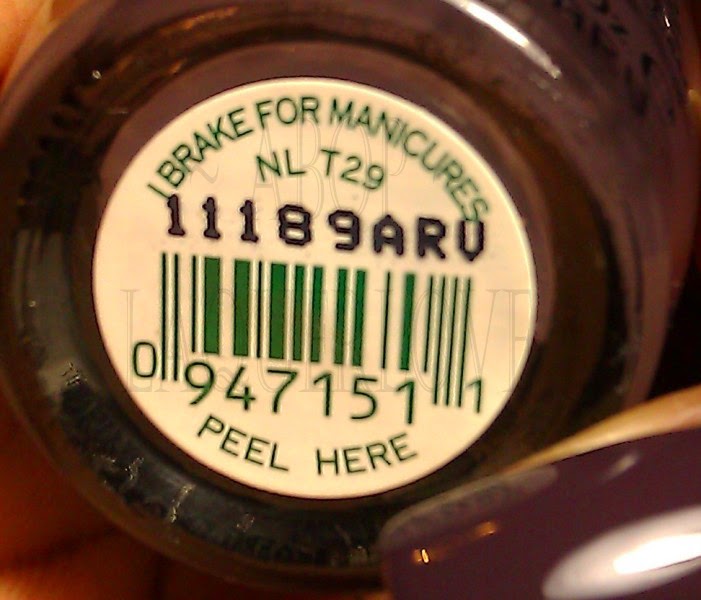 I BRAKE FOR MANICURES
NL T29
11189ARV
0 947151 1
PEEL HERE